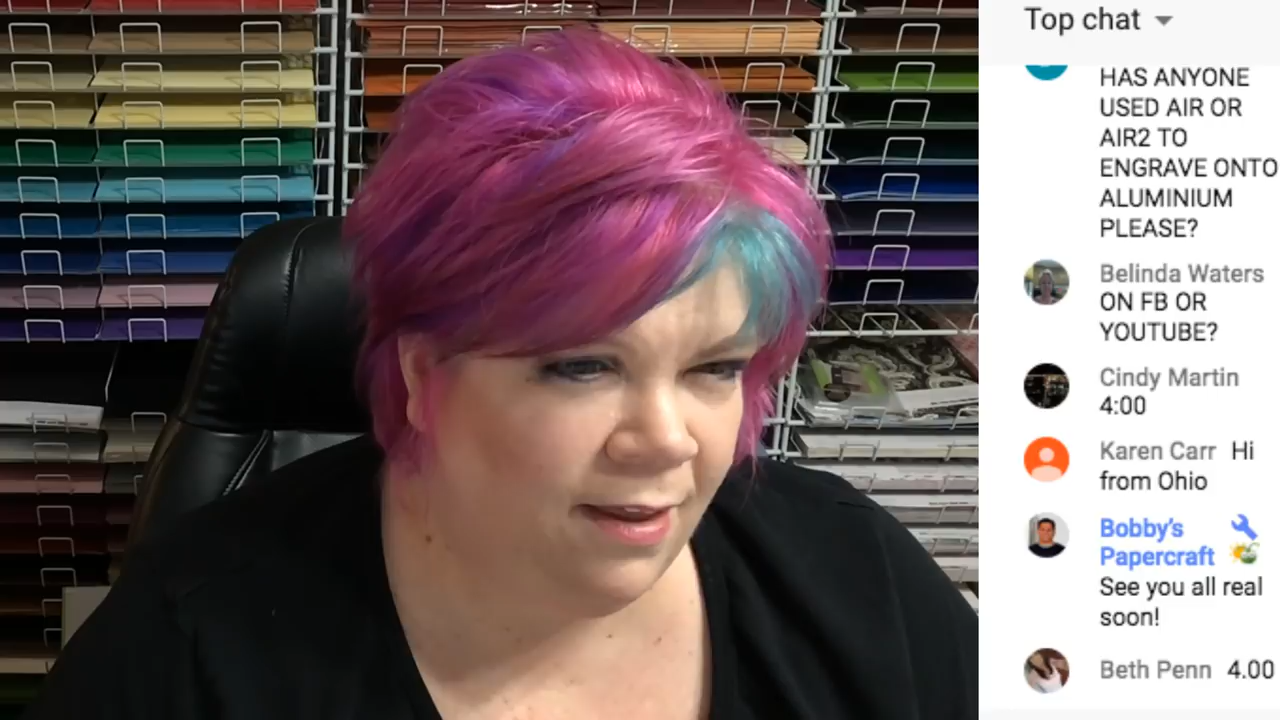 Top chat
HAS ANYONE
USED AIR OR
AIR2 TO
ENGRAVE ONTO
ALUMINIUM
PLEASE?
Belinda Waters
ON FB OR
YOUTUBE?
Cindy Martin
4:00
Karen Carr Hi
from Ohio
Bobby's
Papercraft
See you all real
soon!
Beth Penn 4.00